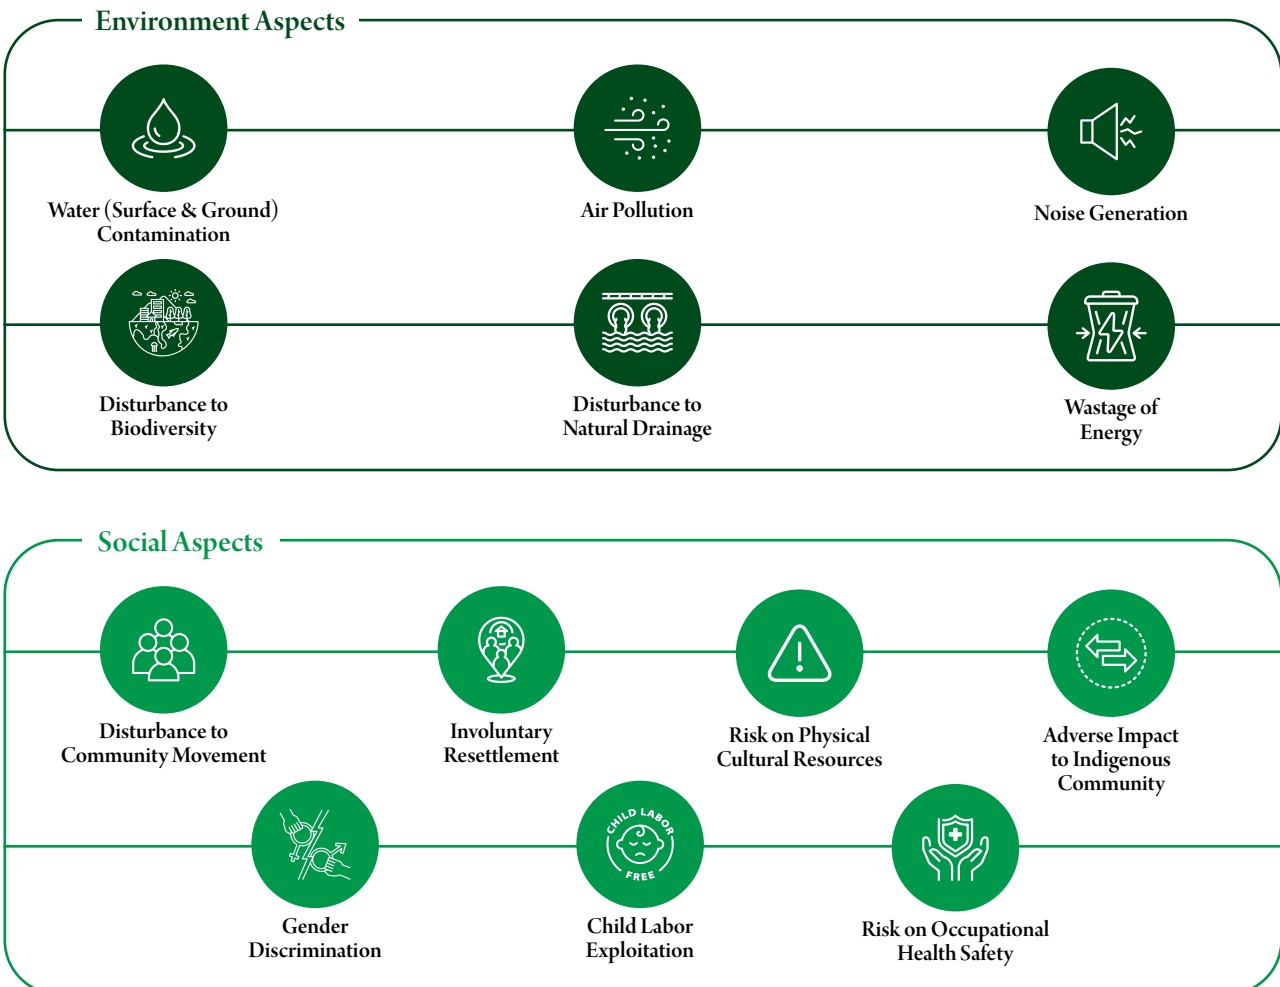 Environment Aspects
Water (Surface & Ground)
Contamination
Air Pollution
Noise Generation
Disturbance to
Biodiversity
Disturbance to
Natural Drainage
Wastage of
Energy
Social Aspects
Disturbance to
Community Movement
Involuntary
Resettlement
Risk on Physical
Cultural Resources
Adverse Impact
to Indigenous
Community
CHILD LABOR
FREE
Gender
Discrimination
Child Labor
Exploitation
Risk on Occupational
Health Safety